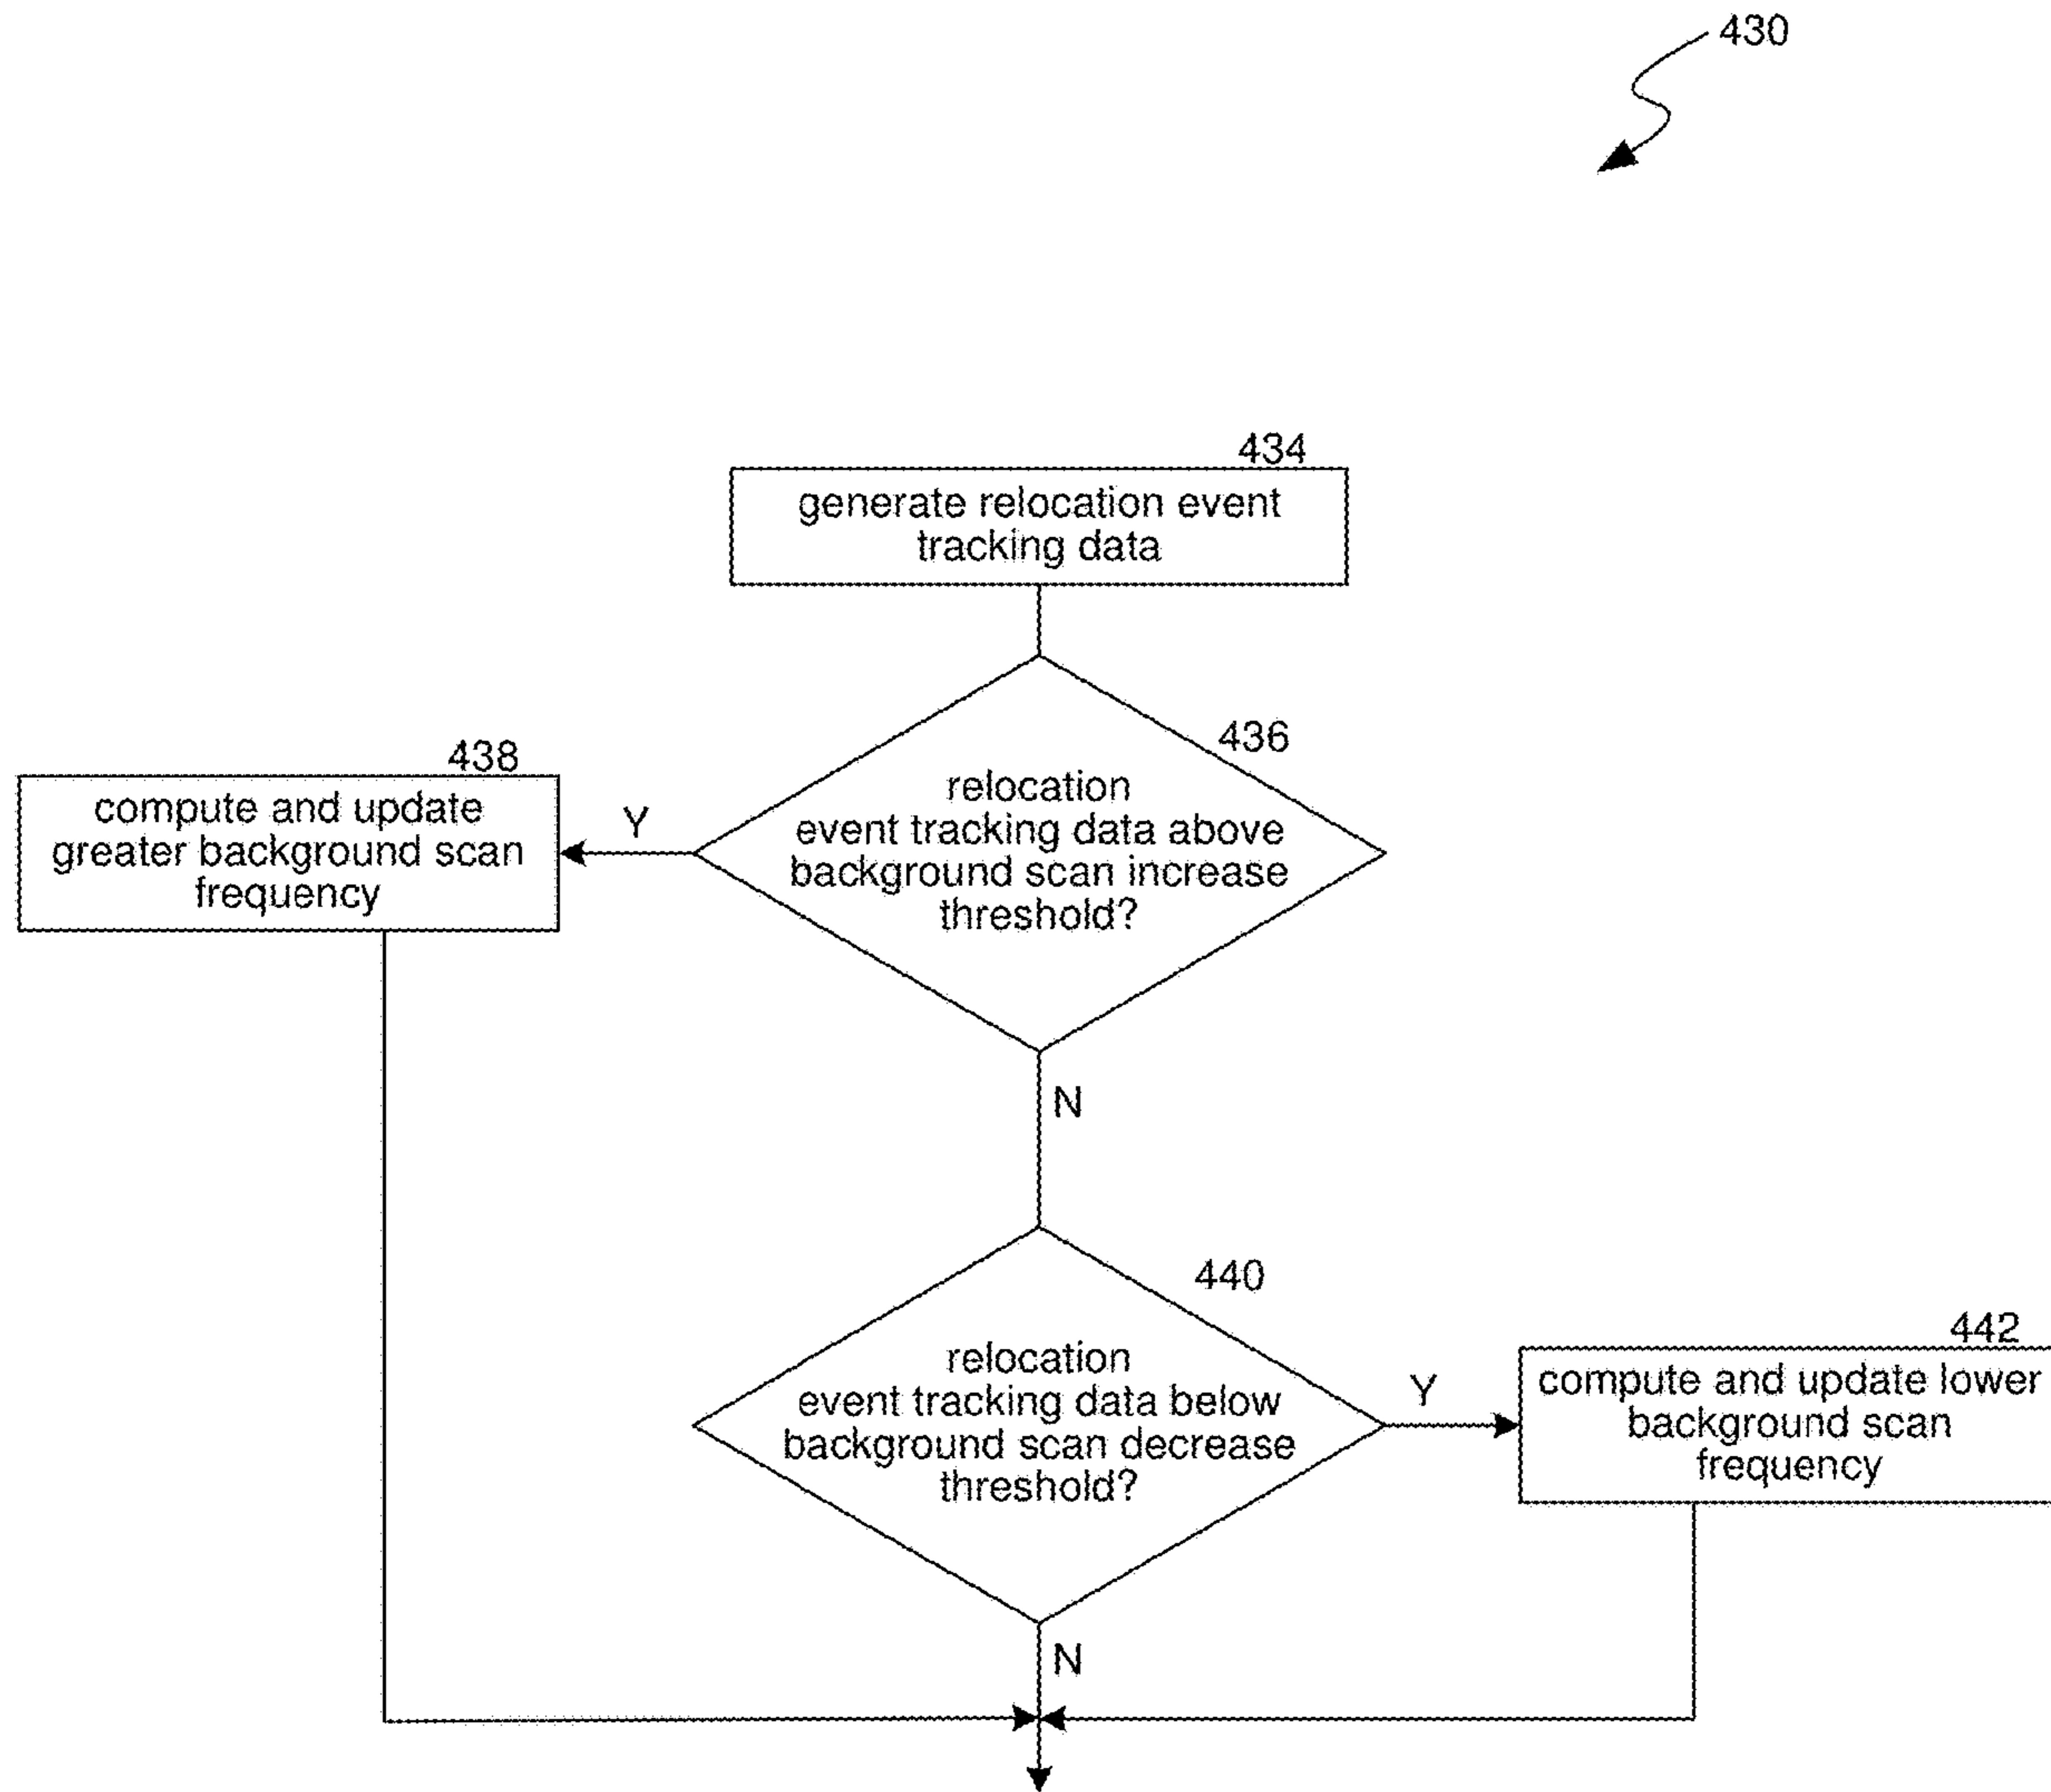 430
434
generate relocation event
tracking data
436
relocation
event tracking data above
background scan increase
threshold?
Y
438
compute and update
greater background scan
frequency
N
440
relocation
event tracking data below
background scan decrease
threshold?
Y
442
compute and update lower
background scan
frequency
N